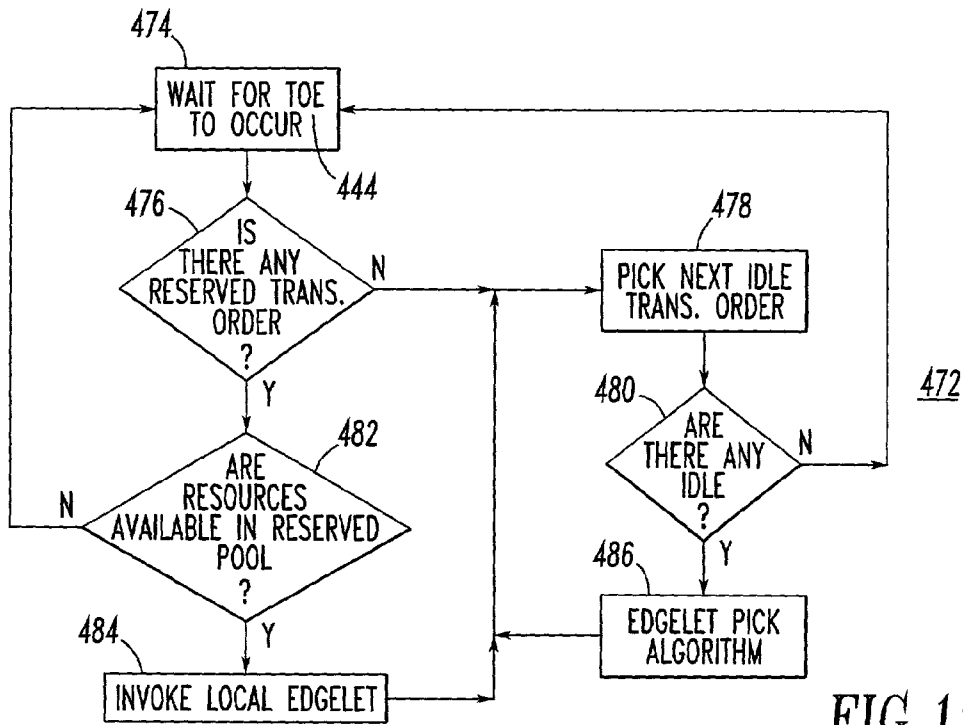 474
WAIT FOR TOE
TO OCCUR
444
476
IS
THERE ANY
RESERVED TRANS.
ORDER
?
N
Y
478
PICK NEXT IDLE
TRANS. ORDER
480
ARE
THERE ANY
IDLE
?
N
Y
472
482
ARE
RESOURCES
AVAILABLE IN RESERVED
POOL
?
N
Y
486
EDGELET PICK
ALGORITHM
484
INVOKE LOCAL EDGELET
FIG. 1